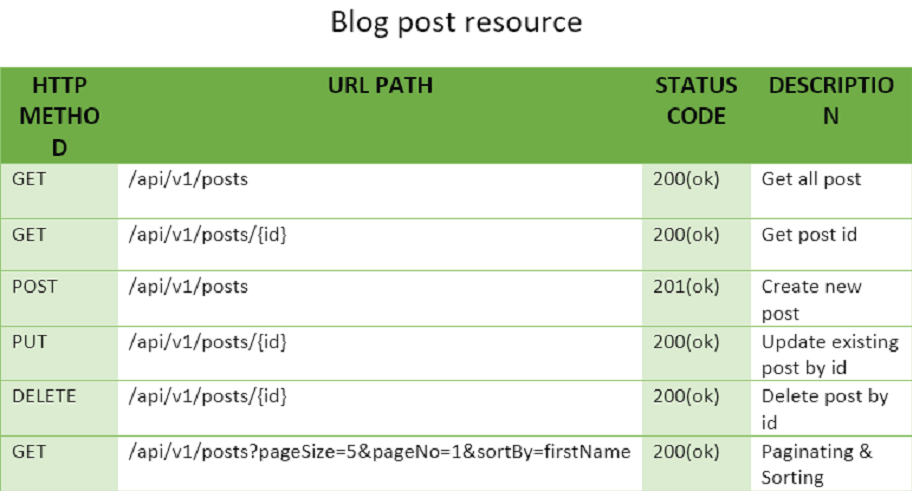 Blog post resource
HTTP METHO D URL PATH STATUS CODE DESCRIPTIO N
GET /api/v1/posts 200(ok) Get all post
GET /api/v1/posts/{id} 200(ok) Get post id
POST /api/v1/posts 201(ok) Create new post
PUT /api/v1/posts/{id} 200(ok) Update existing post by id
DELETE /api/v1/posts/{id} 200(ok) Delete post by id
GET /api/v1/posts?pageSize=5&pageNo=1&sortBy=firstName 200(ok) Paginating & Sorting